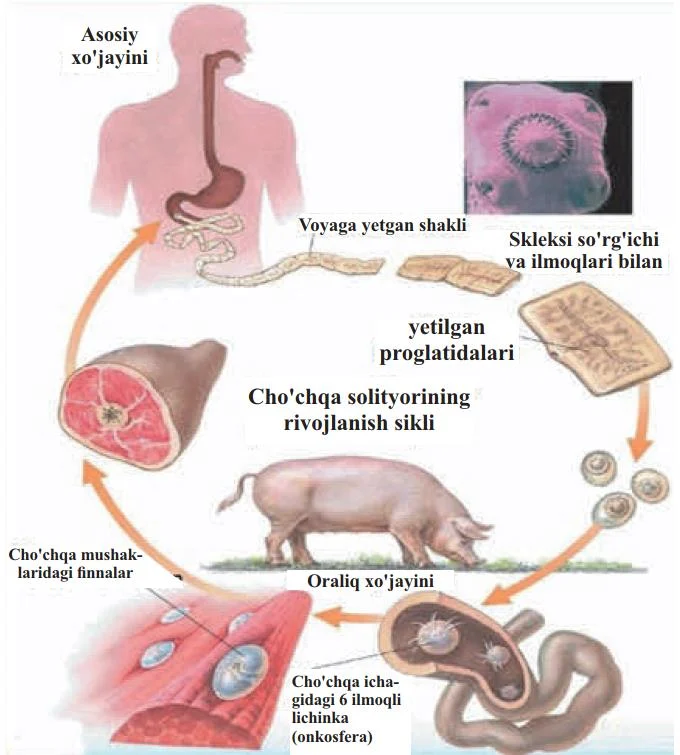 Asosiy
xo'jayini
Voyaga yetgan shakli
Skleksi so'rg'ichi
va ilmoqlari bilan
yetilgan
proglatidalari
Cho'chqa solityorining
rivojlanish sikli
Cho'chqa mushak-
laridagi finnalar
Oraliq xo'jayini
Cho'chqa icha-
gidagi 6 ilmoqli
lichinka
(onkosfera)